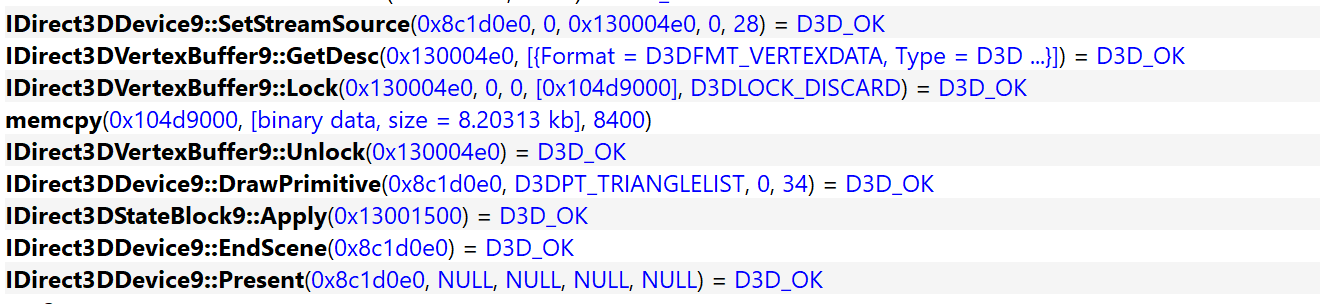 IDirect3DDevice9::SetStreamSource(0x8c1d0e0, 0, 0x130004e0, 0, 28) = D3D_OK
IDirect3DVertexBuffer9::GetDesc(0x130004e0, [{Format = D3DFMT_VERTEXDATA, Type = D3D ...}]) = D3D_OK
IDirect3DVertexBuffer9::Lock(0x130004e0, 0, 0, [0x104d9000], D3DLOCK_DISCARD) = D3D_OK
memcpy(0x104d9000, [binary data, size = 8.20313 kb], 8400)
IDirect3DVertexBuffer9::Unlock(0x130004e0) = D3D_OK
IDirect3DDevice9::DrawPrimitive(0x8c1d0e0, D3DPT_TRIANGLELIST, 0, 34) = D3D_OK
IDirect3DStateBlock9::Apply(0x13001500) = D3D_OK
IDirect3DDevice9::EndScene(0x8c1d0e0) = D3D_OK
IDirect3DDevice9::Present(0x8c1d0e0, NULL, NULL, NULL, NULL) = D3D_OK